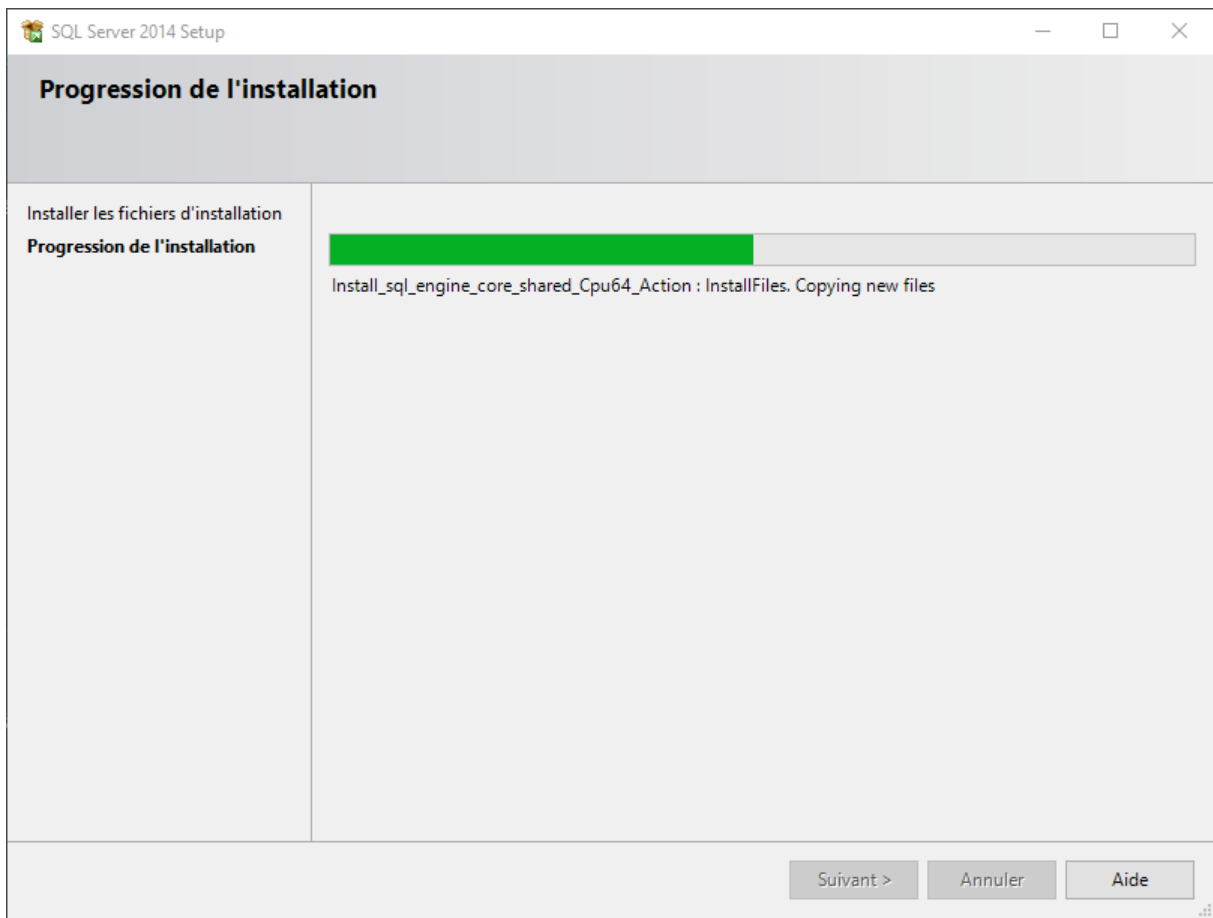 SQL Server 2014 Setup
Progression de l'installation
Installer les fichiers d'installation
Progression de l'installation
Install_sql_engine_core_shared_Cpu64_Action : InstallFiles. Copying new files
Suivant >
Annuler
Aide